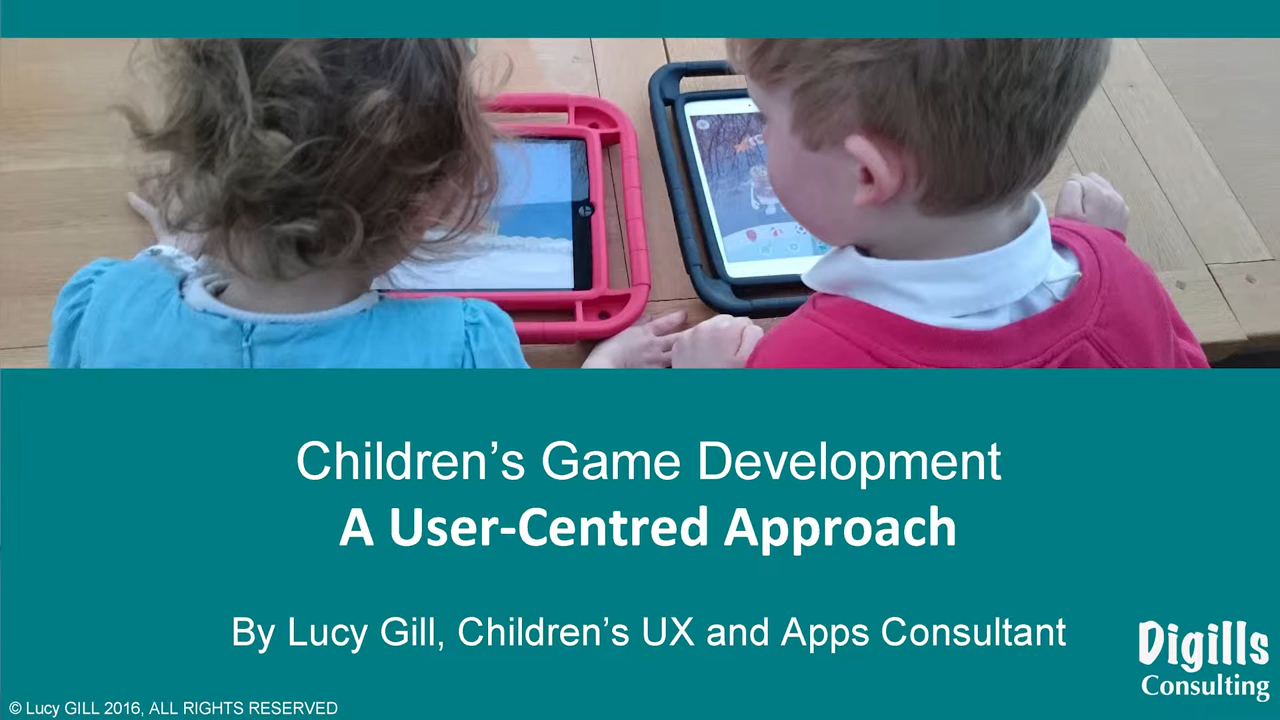 Children’s Game Development
A User-Centred Approach
By Lucy Gill, Children’s UX and Apps Consultant
Digills
Consulting
© Lucy GILL 2016, ALL RIGHTS RESERVED